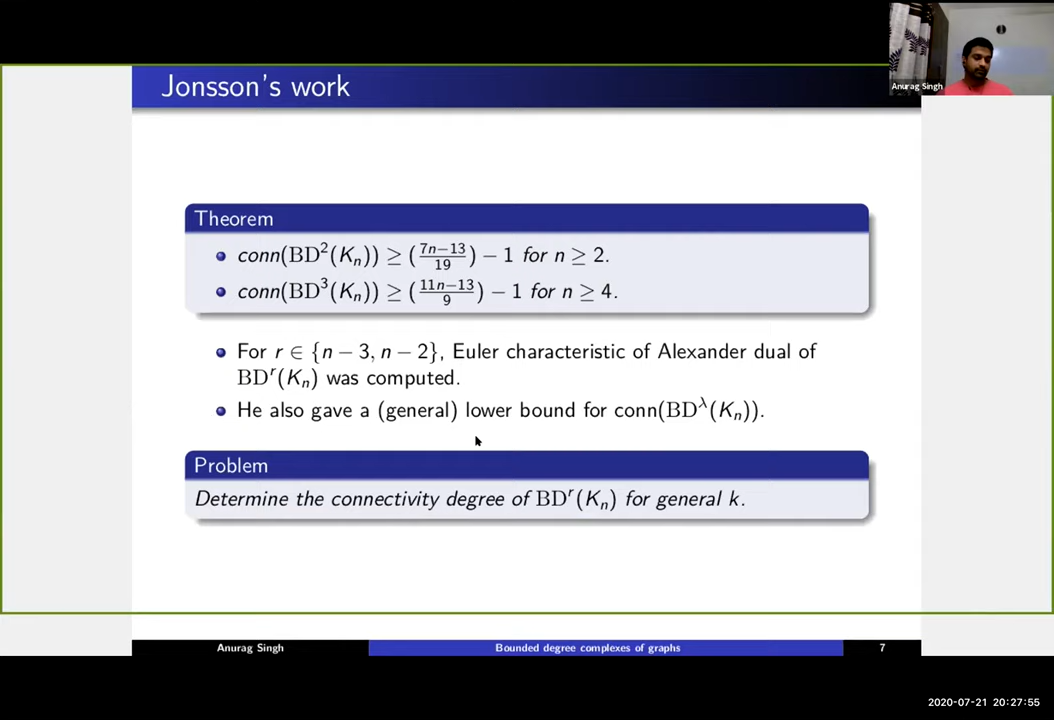 Jonsson's work
Anurag Singh
Theorem
conn(BD²(Kₙ)) ≥ (7n−13/19) − 1 for n ≥ 2.
conn(BD³(Kₙ)) ≥ (11n−13/9) − 1 for n ≥ 4.
For r ∈ {n − 3, n − 2}, Euler characteristic of Alexander dual of
BDʳ(Kₙ) was computed.
He also gave a (general) lower bound for conn(BD^λ(Kₙ)).
Problem
Determine the connectivity degree of BDʳ(Kₙ) for general k.
Anurag Singh
Bounded degree complexes of graphs
7
2020-07-21 20:27:55